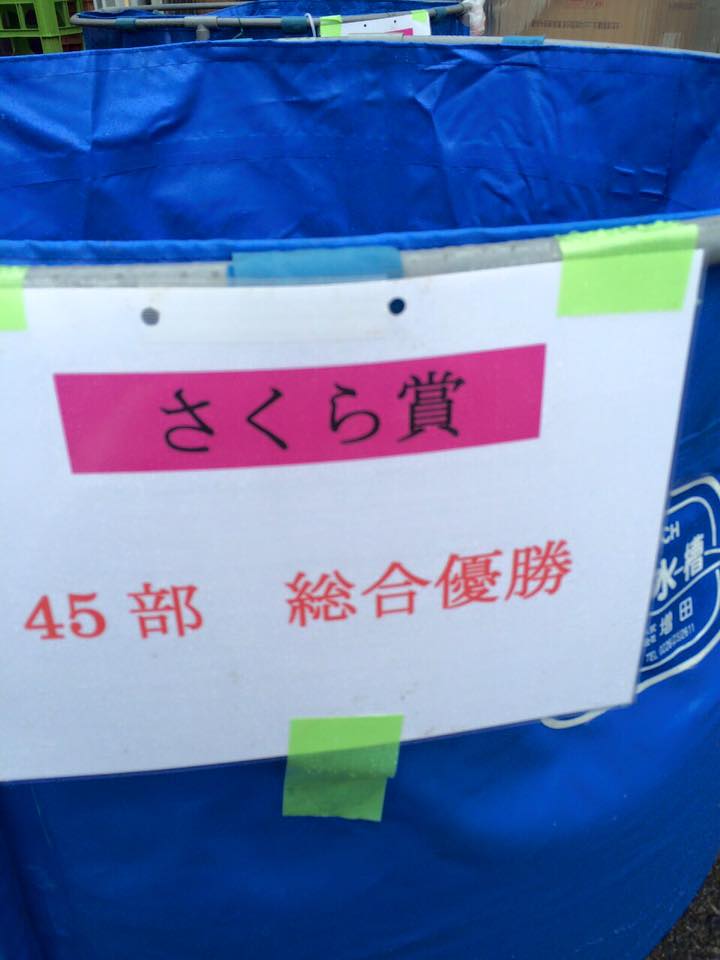 さくら賞
45部 総合優勝
水槽
増田